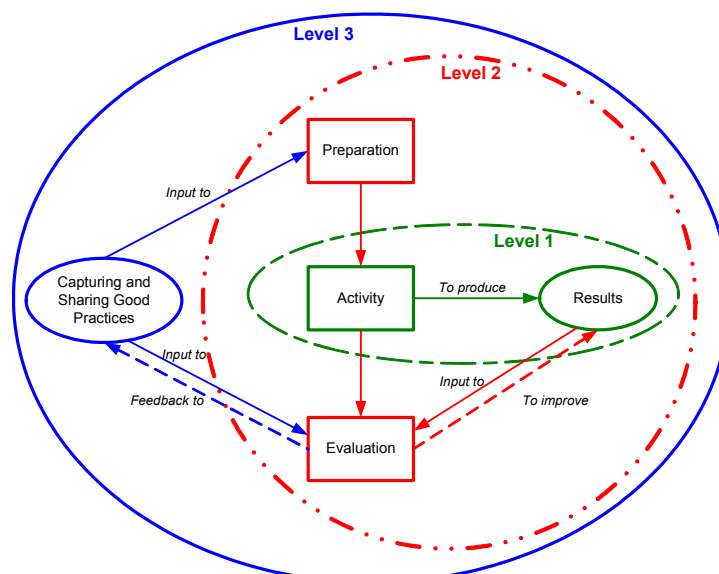 Level 3
Level 2
Preparation
Input to
Level 1
Capturing and
Sharing Good
Practices
Activity
To produce
Results
Input to
Input to
Feedback to
To improve
Evaluation